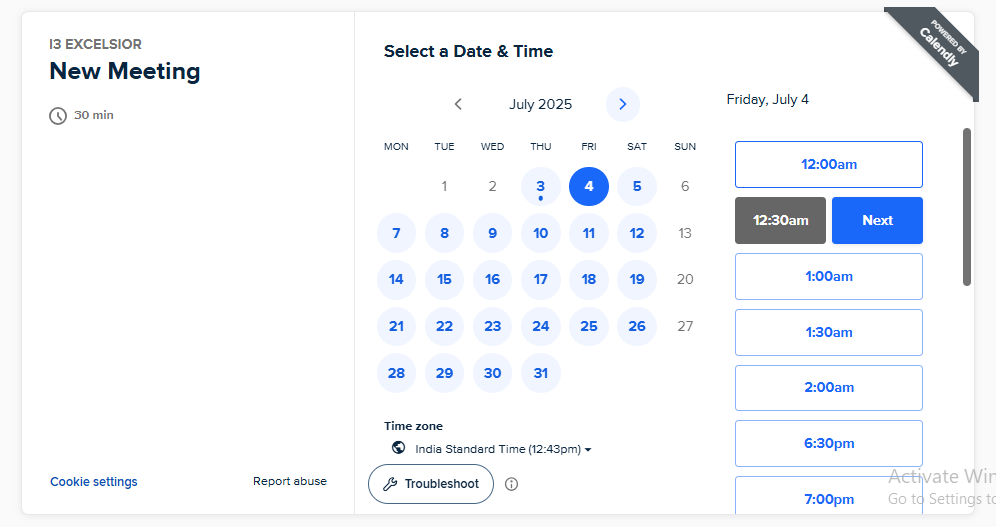 I3 EXCELSIOR
New Meeting
30 min
Cookie settings
Report abuse
Select a Date & Time
July 2025
MON TUE WED THU FRI SAT SUN
1 2 3 4 5 6
7 8 9 10 11 12 13
14 15 16 17 18 19 20
21 22 23 24 25 26 27
28 29 30 31
Time zone
India Standard Time (12:43pm)
Troubleshoot
Friday, July 4
12:00am
12:30am Next
1:00am
1:30am
2:00am
6:30pm
7:00pm
POWERED BY
Calendly
Activate Win
Go to Settings to